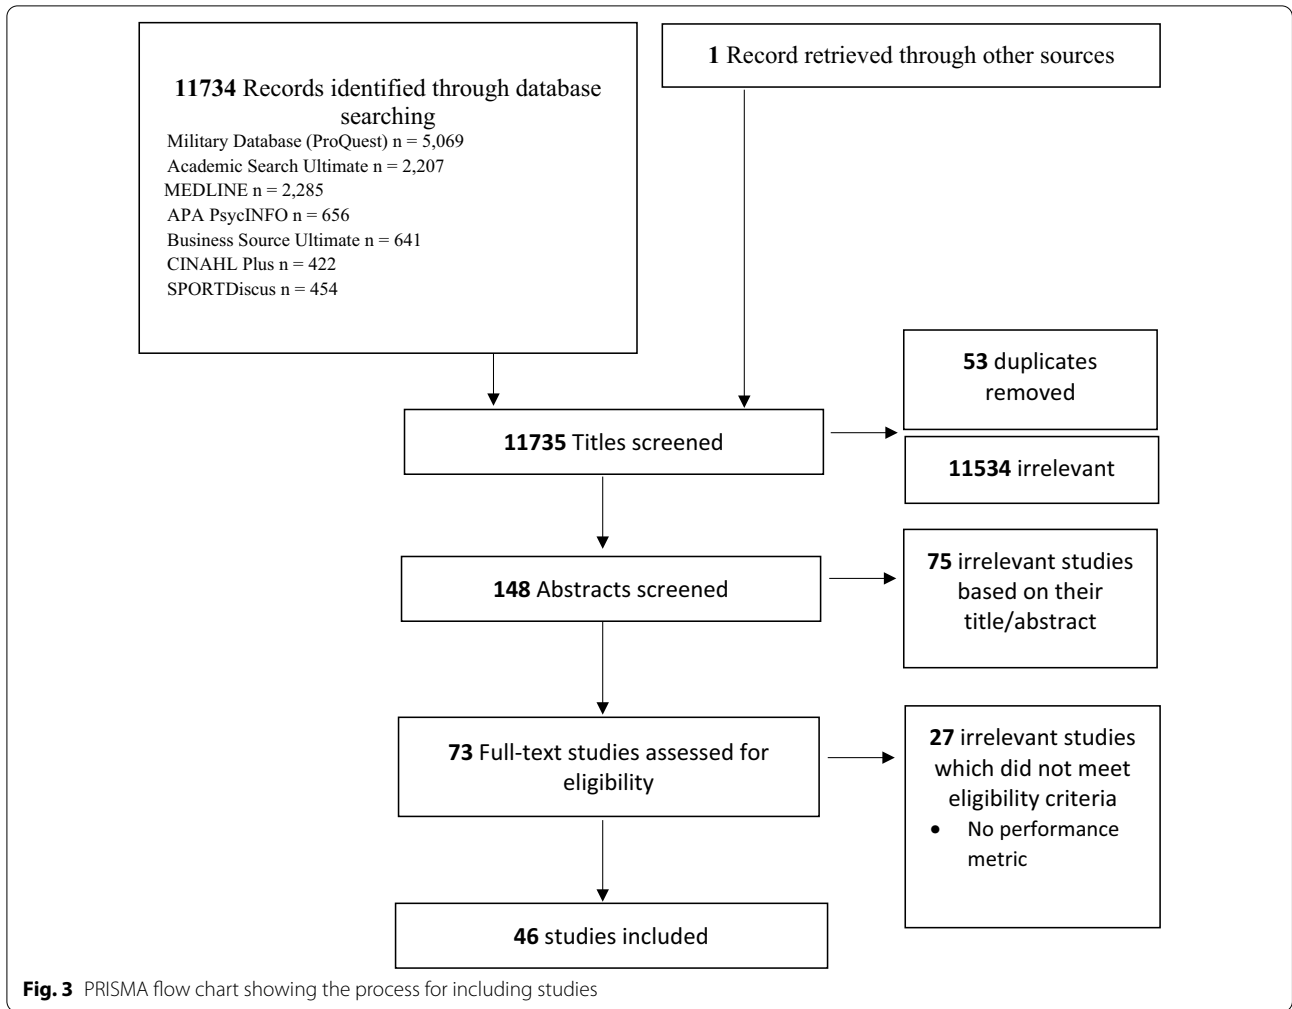 11734 Records identified through database
searching
Military Database (ProQuest) n = 5,069
Academic Search Ultimate n = 2,207
MEDLINE n = 2,285
APA PsycINFO n = 656
Business Source Ultimate n = 641
CINAHL Plus n = 422
SPORTDiscus n = 454
1 Record retrieved through other sources
53 duplicates
removed
11735 Titles screened
11534 irrelevant
148 Abstracts screened
75 irrelevant studies
based on their
title/abstract
73 Full-text studies assessed for
eligibility
27 irrelevant studies
which did not meet
eligibility criteria
• No performance
metric
46 studies included
Fig. 3 PRISMA flow chart showing the process for including studies